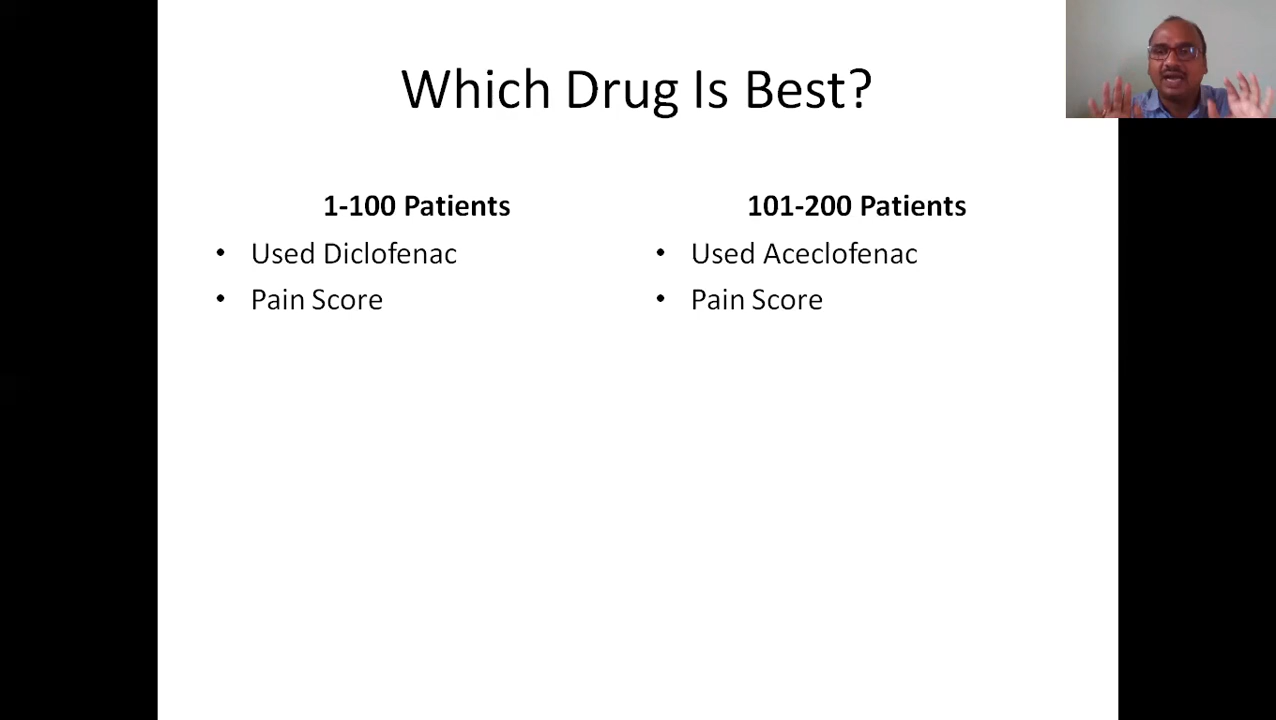 Which Drug Is Best?
1-100 Patients
• Used Diclofenac
• Pain Score
101-200 Patients
• Used Aceclofenac
• Pain Score